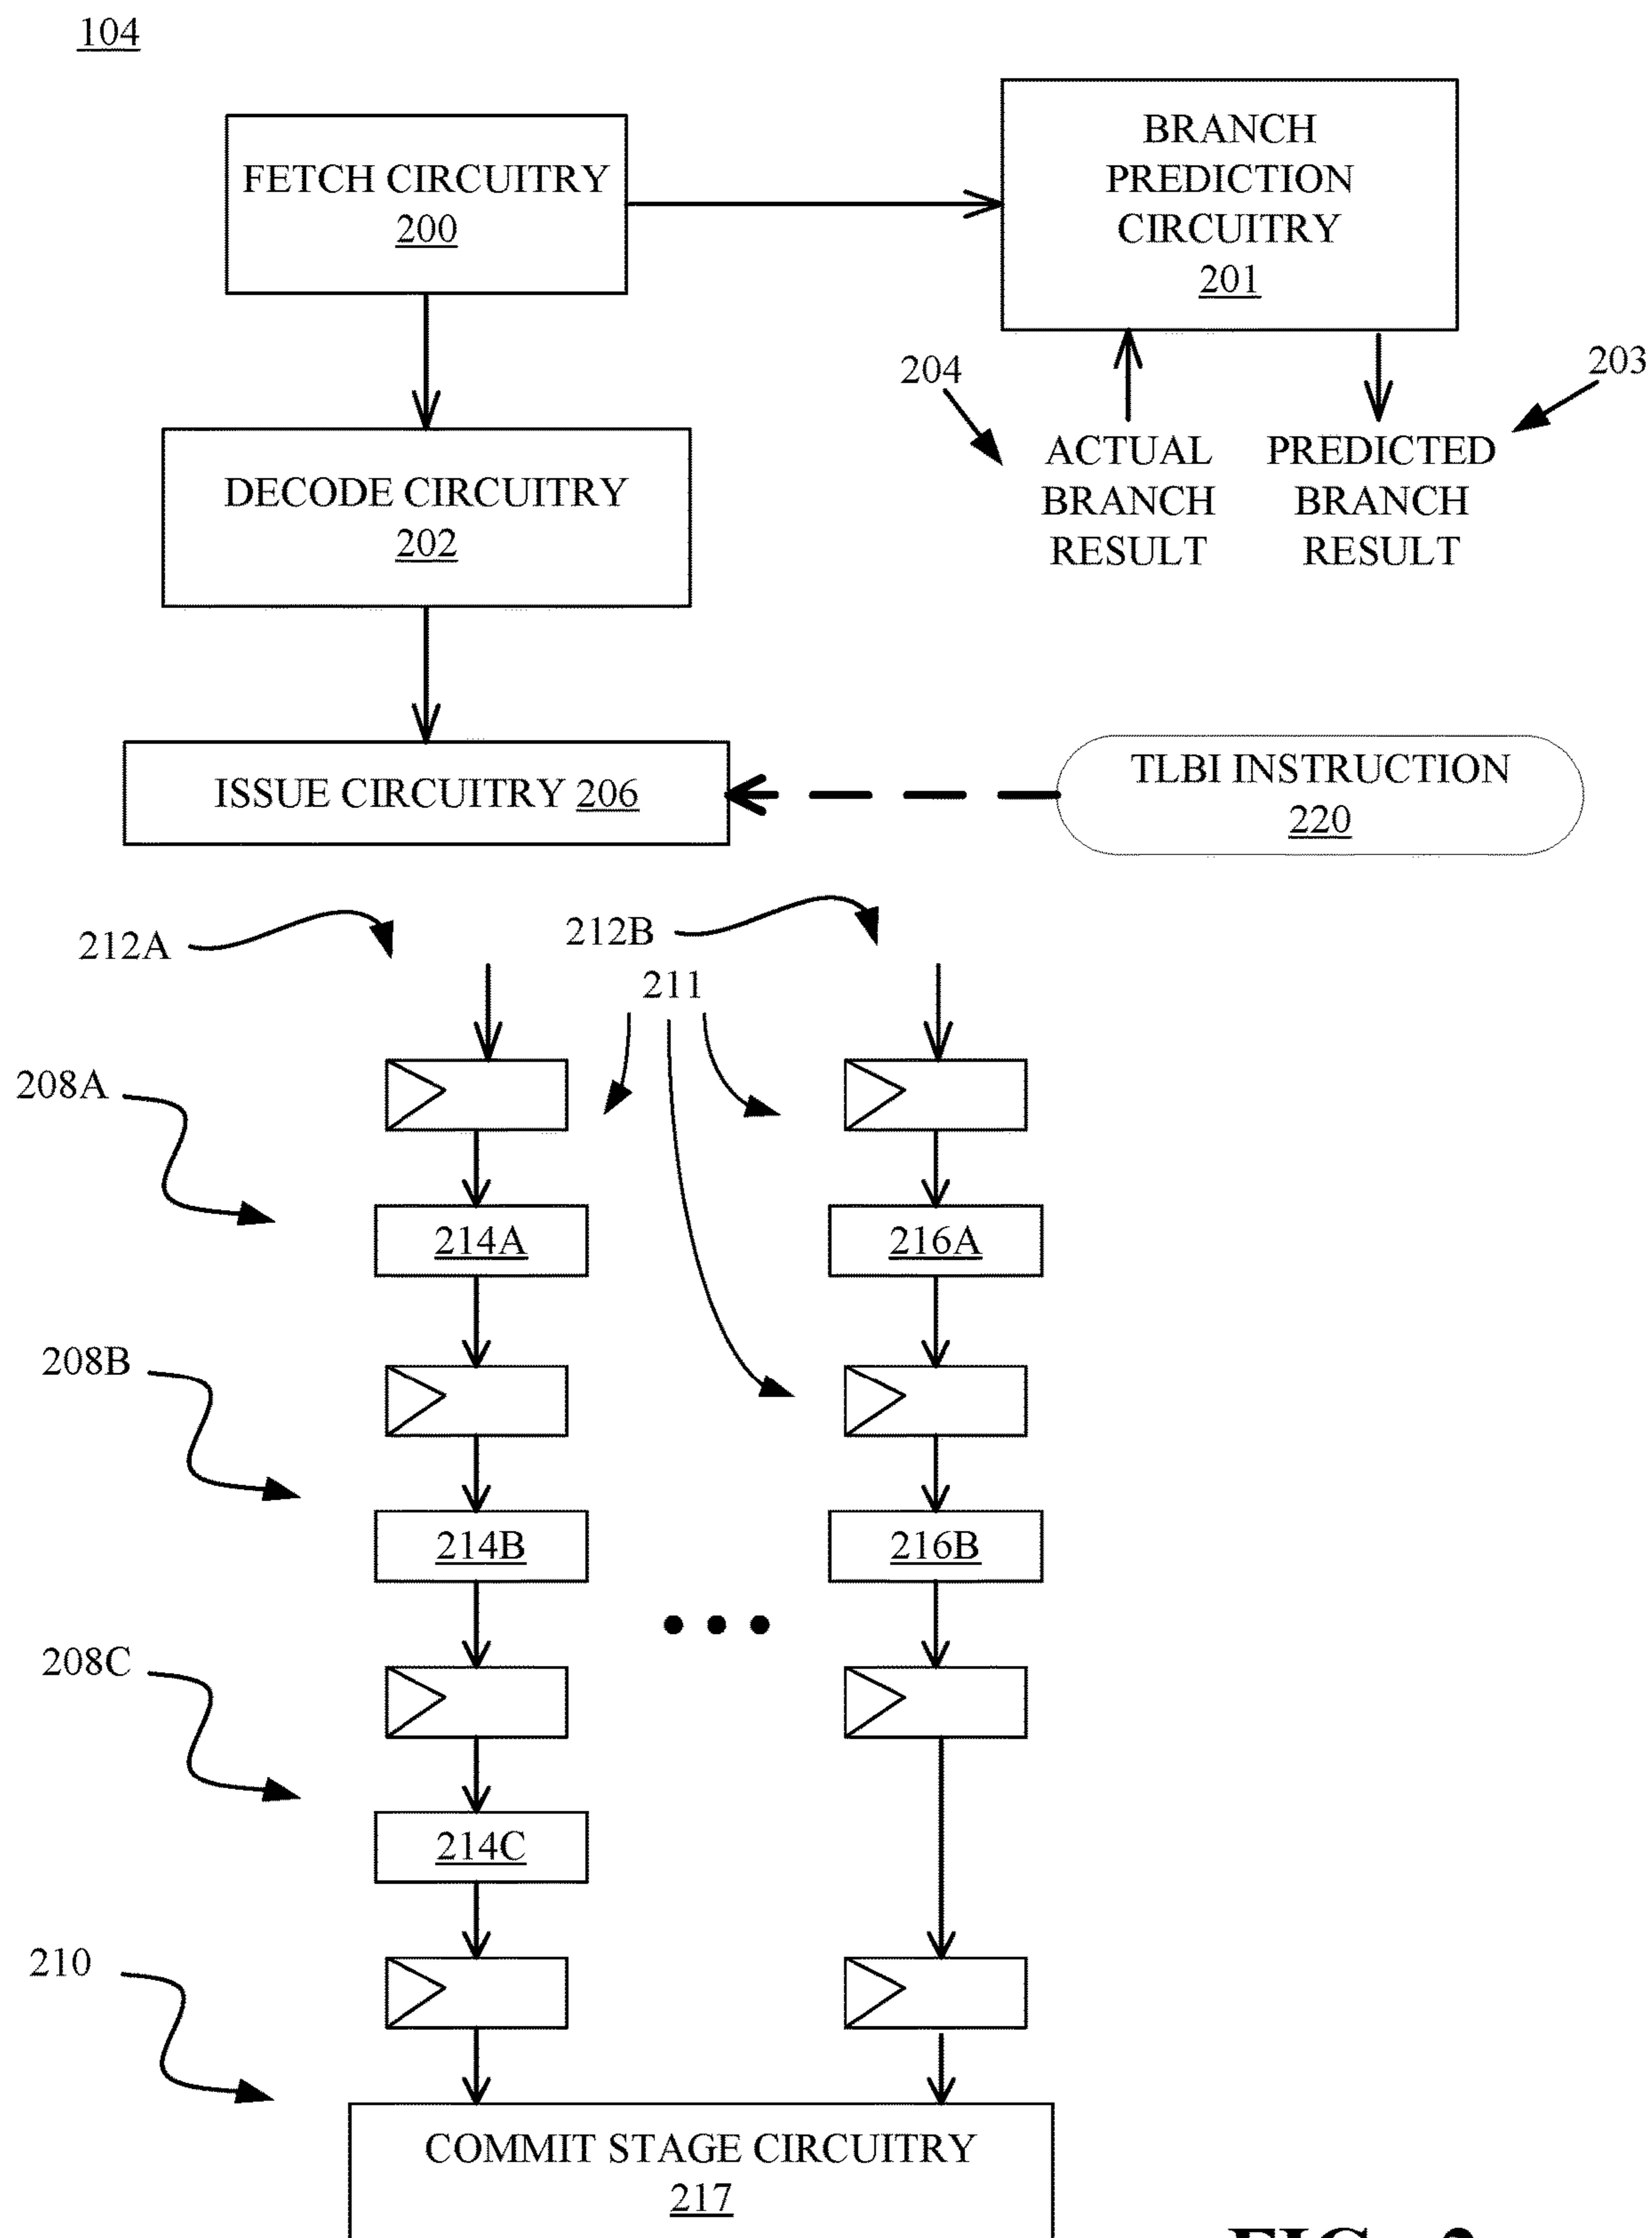 104
FETCH CIRCUITRY
200
BRANCH
PREDICTION
CIRCUITRY
201
204
203
ACTUAL
BRANCH
RESULT
PREDICTED
BRANCH
RESULT
DECODE CIRCUITRY
202
ISSUE CIRCUITRY 206
TLBI INSTRUCTION
220
212A
212B
211
208A
214A
216A
208B
214B
216B
208C
214C
210
COMMIT STAGE CIRCUITRY
217